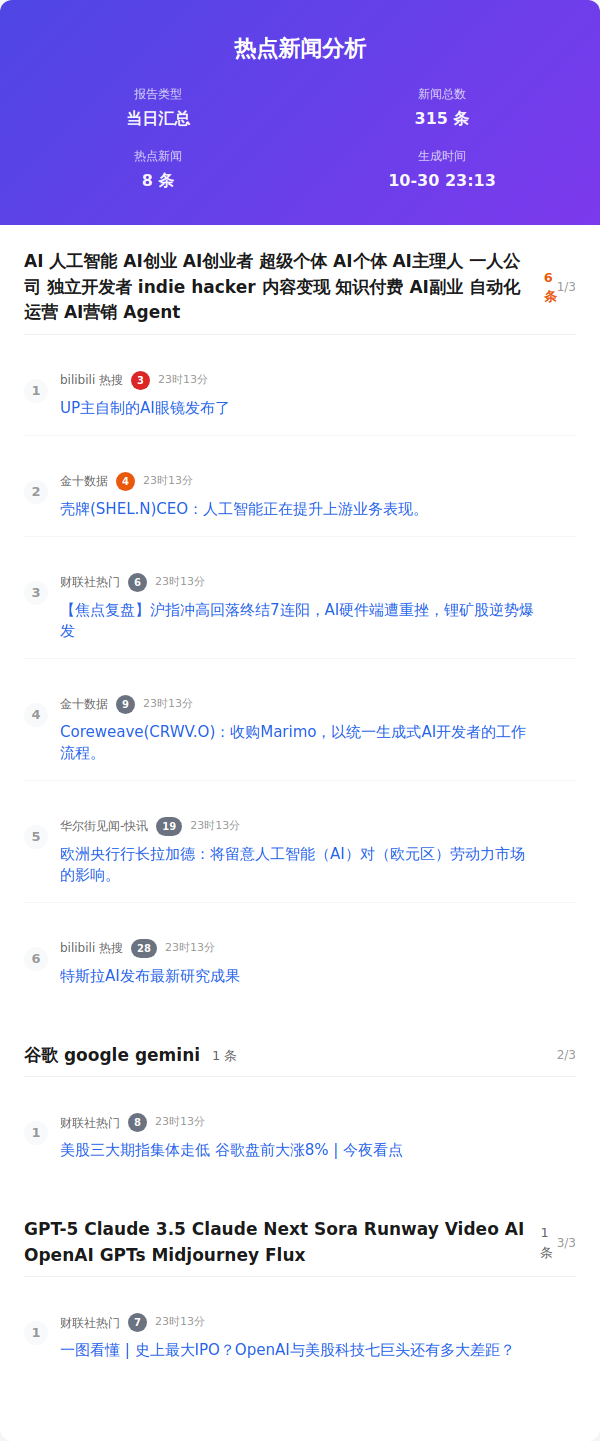 热点新闻分析
报告类型
新闻总数
当日汇总
315 条
热点新闻
生成时间
8 条
10-30 23:13
AI 人工智能 AI创业 AI创业者 超级个体 AI个体 AI主理人 一人公
司 独立开发者 indie hacker 内容变现 知识付费 AI副业 自动化
运营 AI营销 Agent
6
条
1/3
1
bilibili 热搜 3 23时13分
UP主自制的AI眼镜发布了
2
金十数据 4 23时13分
壳牌(SHEL.N)CEO：人工智能正在提升上游业务表现。
3
财联社热门 6 23时13分
【焦点复盘】沪指冲高回落终结7连阳，AI硬件端遭重挫，锂矿股逆势爆
发
4
金十数据 9 23时13分
Coreweave(CRWV.O)：收购Marimo，以统一生成式AI开发者的工作
流程。
5
华尔街见闻-快讯 19 23时13分
欧洲央行行长拉加德：将留意人工智能（AI）对（欧元区）劳动力市场
的影响。
6
bilibili 热搜 28 23时13分
特斯拉AI发布最新研究成果
谷歌 google gemini 1 条 2/3
1
财联社热门 8 23时13分
美股三大期指集体走低 谷歌盘前大涨8% | 今夜看点
GPT-5 Claude 3.5 Claude Next Sora Runway Video AI
OpenAI GPTs Midjourney Flux
1
条
3/3
1
财联社热门 7 23时13分
一图看懂 | 史上最大IPO？OpenAI与美股科技七巨头还有多大差距？